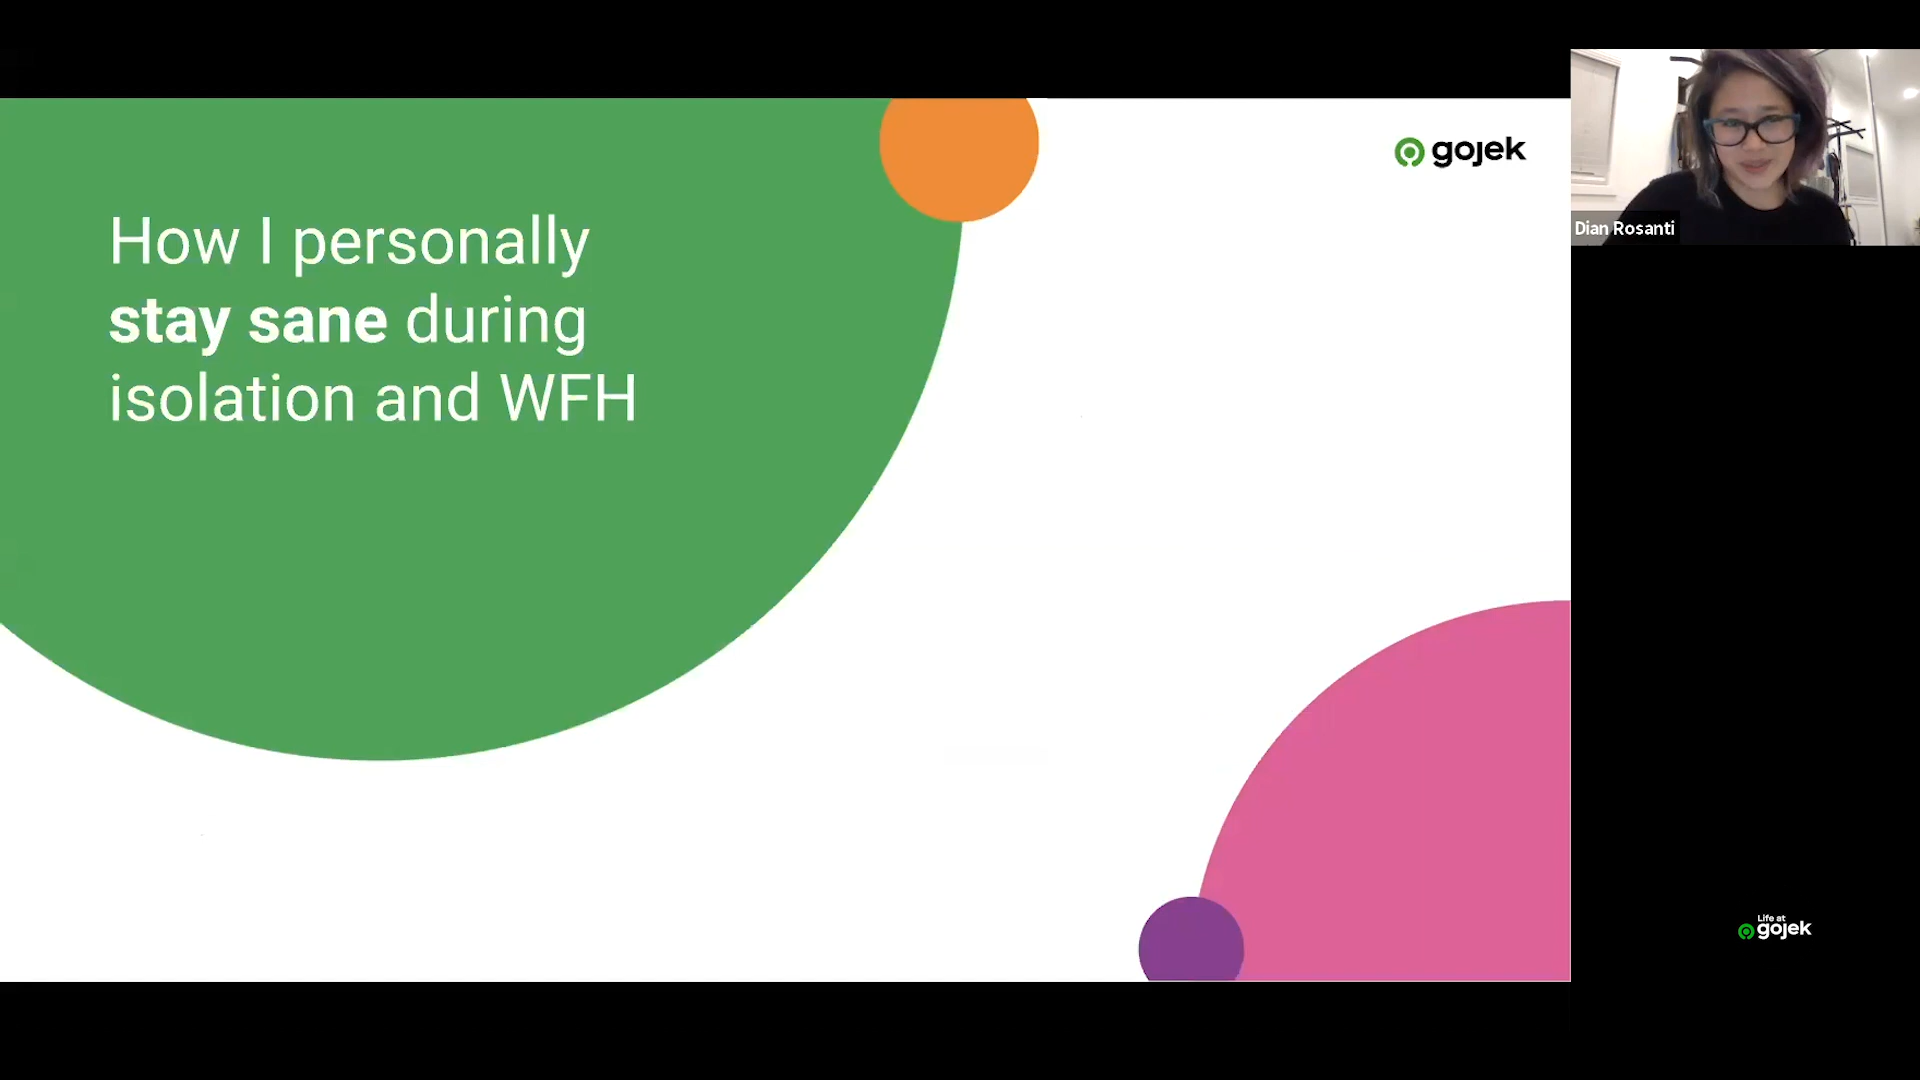 How I personally
stay sane during
isolation and WFH
gojek
Dian Rosanti
Life at
gojek